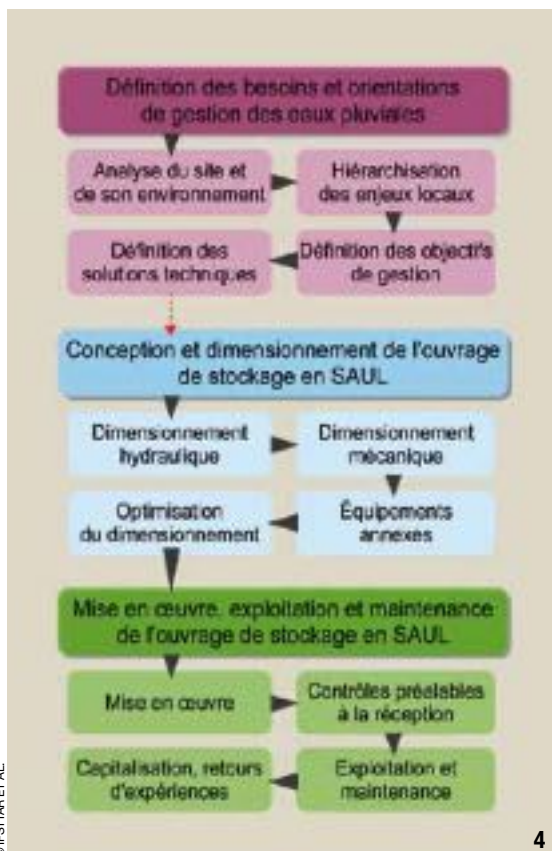 Définition des besoins et orientations
de gestion des eaux pluviales
Analyse du site et
de son environnement
Hiérarchisation
des enjeux locaux
Définition des objectifs
de gestion
Définition des
solutions techniques
Conception et dimensionnement de l'ouvrage
de stockage en SAUL
Dimensionnement
hydraulique
Dimensionnement
mécanique
Équipements
annexes
Optimisation
du dimensionnement
Mise en œuvre, exploitation et maintenance
de l'ouvrage de stockage en SAUL
Mise en œuvre
Contrôles préalables
à la réception
Exploitation et
maintenance
Capitalisation, retours
d'expériences
4